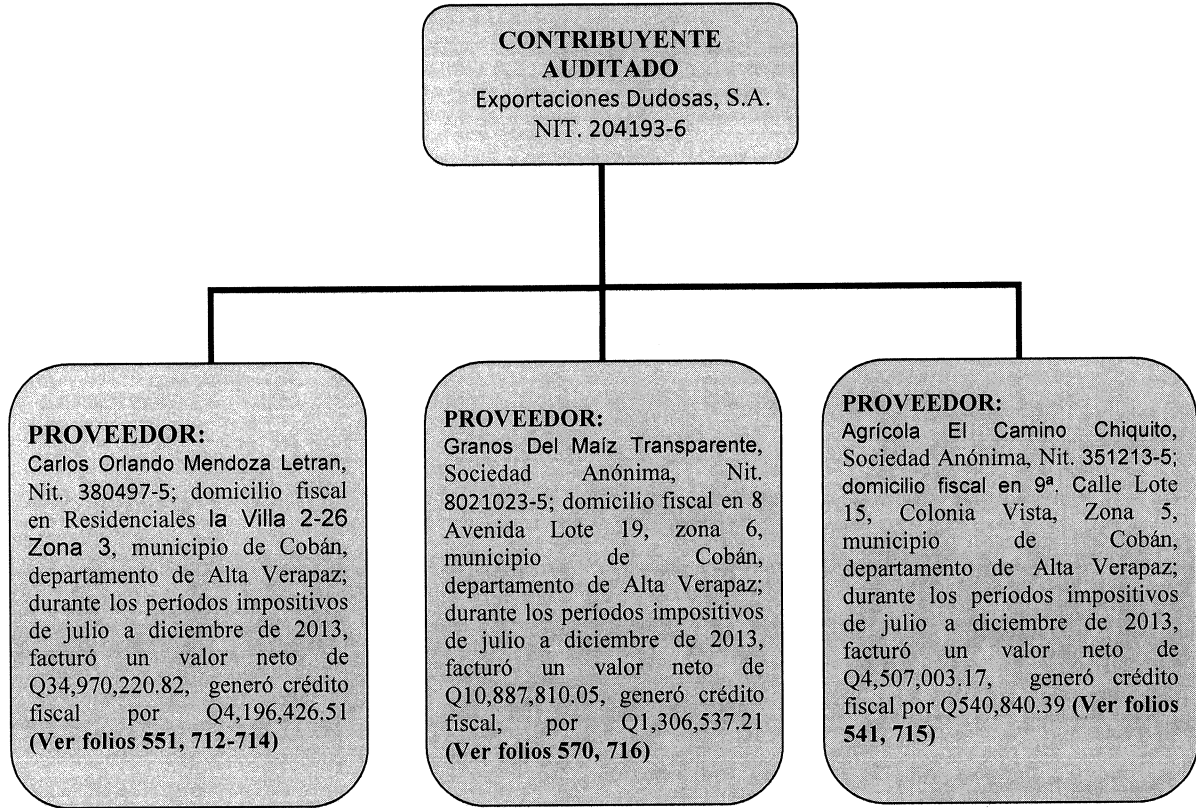 CONTRIBUYENTE
AUDITADO
Exportaciones Dudosas, S.A.
NIT. 204193-6
PROVEEDOR:
Carlos Orlando Mendoza Letran,
Nit. 380497-5; domicilio fiscal
en Residenciales la Villa 2-26
Zona 3, municipio de Cobán,
departamento de Alta Verapaz;
durante los períodos impositivos
de julio a diciembre de 2013,
facturó un valor neto de
Q34,970,220.82, generó crédito
fiscal por Q4,196,426.51
(Ver folios 551, 712-714)
PROVEEDOR:
Granos Del Maíz Transparente,
Sociedad Anónima, Nit.
8021023-5; domicilio fiscal en 8
Avenida Lote 19, zona 6,
municipio de Cobán,
departamento de Alta Verapaz;
durante los períodos impositivos
de julio a diciembre de 2013,
facturó un valor neto de
Q10,887,810.05, generó crédito
fiscal, por Q1,306,537.21
(Ver folios 570, 716)
PROVEEDOR:
Agrícola El Camino Chiquito,
Sociedad Anónima, Nit. 351213-5;
domicilio fiscal en 9ª. Calle Lote
15, Colonia Vista, Zona 5,
municipio de Cobán,
departamento de Alta Verapaz;
durante los períodos impositivos
de julio a diciembre de 2013,
facturó un valor neto de
Q4,507,003.17, generó crédito
fiscal por Q540,840.39 (Ver folios
541, 715)